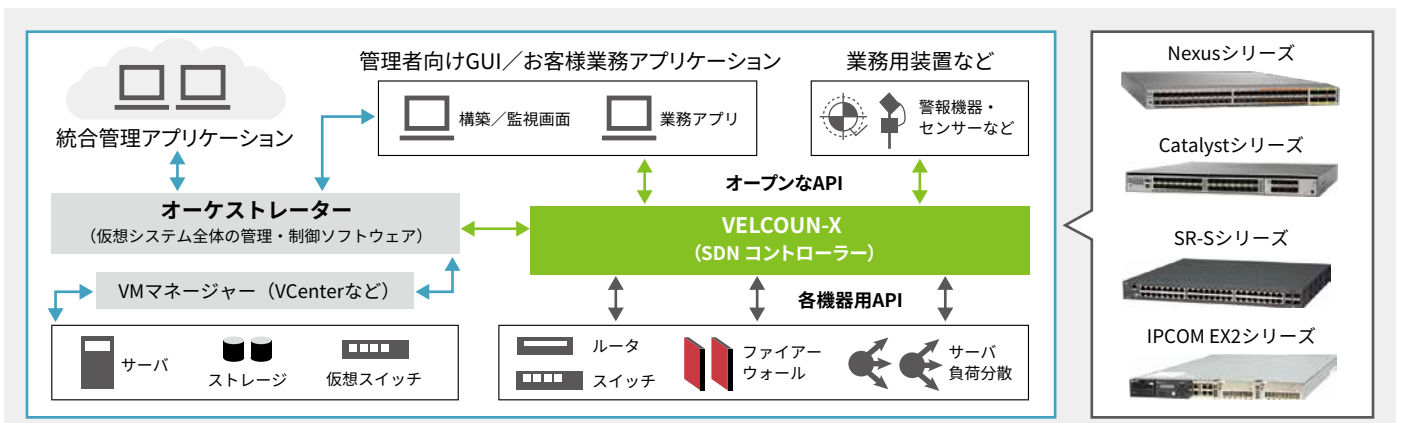 統合管理アプリケーション
管理者向けGUI／お客様業務アプリケーション
構築／監視画面
業務アプリ
業務用装置など
警報機器・
センサーなど
オープンなAPI
オーケストレーター
（仮想システム全体の管理・制御ソフトウェア）
VELCOUN-X
（SDN コントローラー）
VMマネージャー（VCenterなど）
各機器用API
サーバ
ストレージ
仮想スイッチ
ルータ
スイッチ
ファイアー
ウォール
サーバ
負荷分散
Nexusシリーズ
Catalystシリーズ
SR-Sシリーズ
IPCOM EX2シリーズ